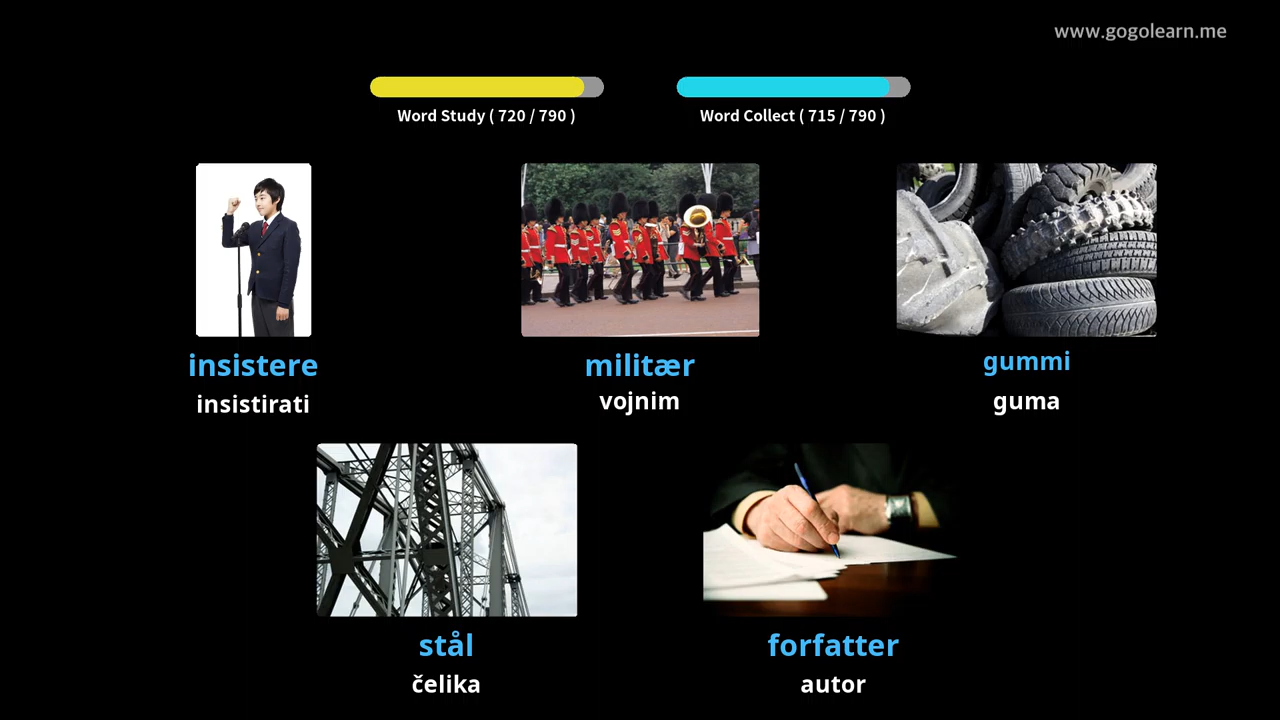 www.gogolearn.me
Word Study ( 720 / 790 )
Word Collect ( 715 / 790 )
insistere
insistirati
militær
vojnim
gummi
guma
stål
čelika
forfatter
autor